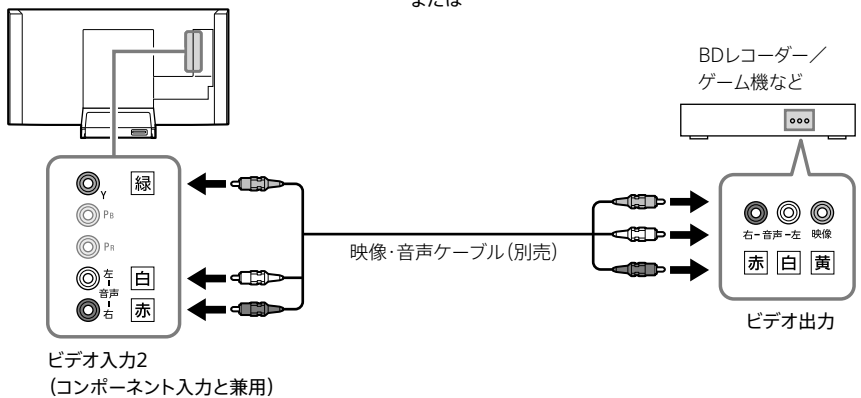 または
BDレコーダー／
ゲーム機など
Y
緑
PB
PR
左
白
音声
右
赤
映像・音声ケーブル（別売）
右－音声－左 映像
赤 白 黄
ビデオ出力
ビデオ入力2
（コンポーネント入力と兼用）